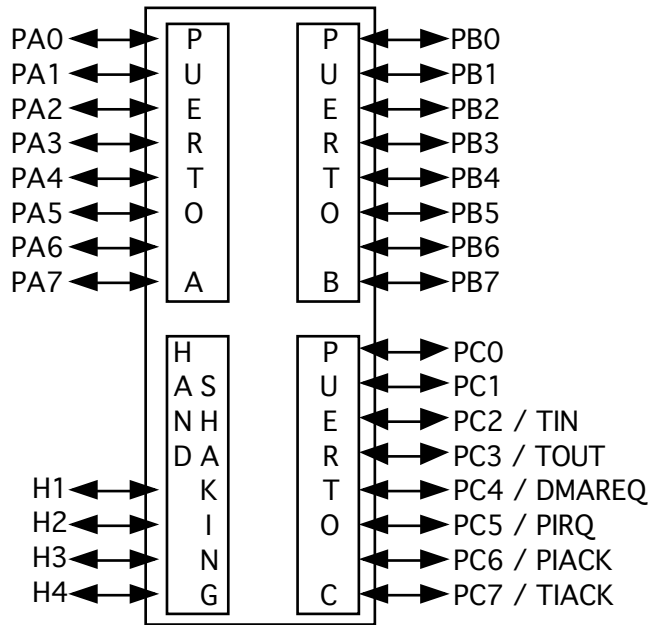 PA0 P P PB0
PA1 U U PB1
PA2 E E PB2
PA3 R R PB3
PA4 T T PB4
PA5 O O PB5
PA6 PB6
PA7 A B PB7
H P PC0
A S U PC1
N H E PC2 / TIN
D A R PC3 / TOUT
H1 K T PC4 / DMAREQ
H2 I O PC5 / PIRQ
H3 N PC6 / PIACK
H4 G C PC7 / TIACK